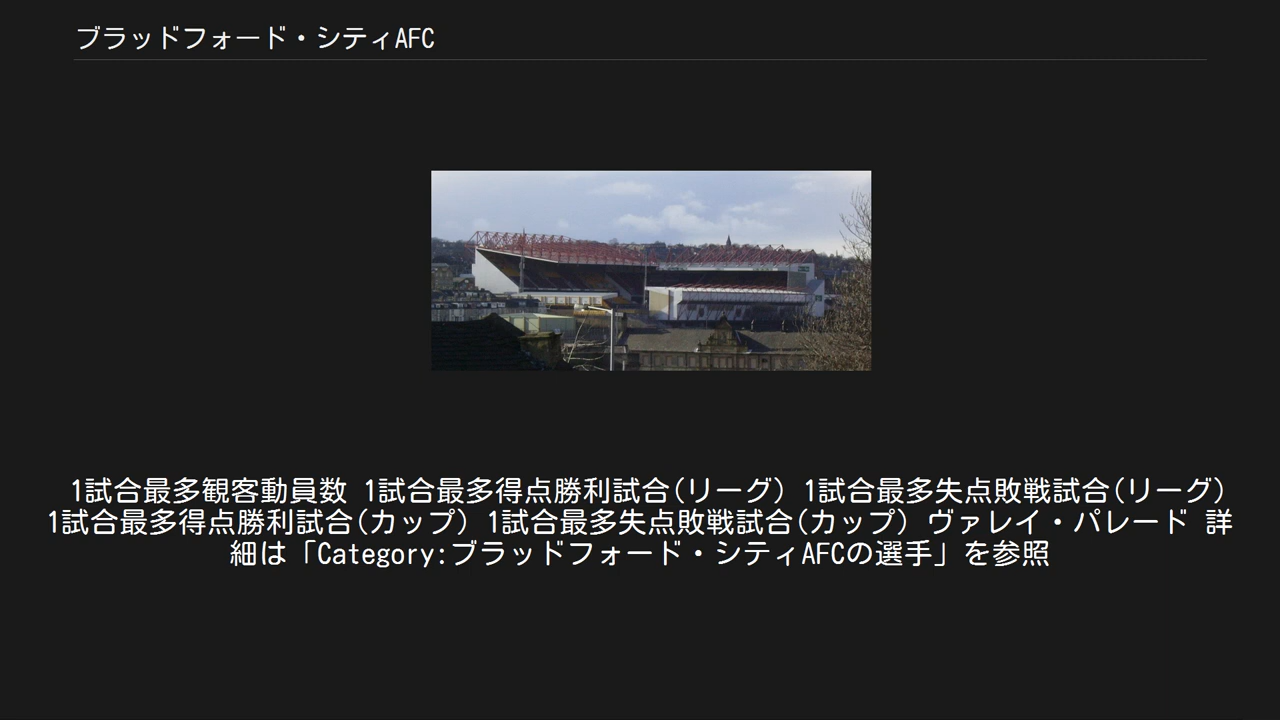 ブラッドフォード・シティAFC
1試合最多観客動員数 1試合最多得点勝利試合(リーグ) 1試合最多失点敗戦試合(リーグ)
1試合最多得点勝利試合(カップ) 1試合最多失点敗戦試合(カップ) ヴァレイ・パレード 詳
細は「Category:ブラッドフォード・シティAFCの選手」を参照